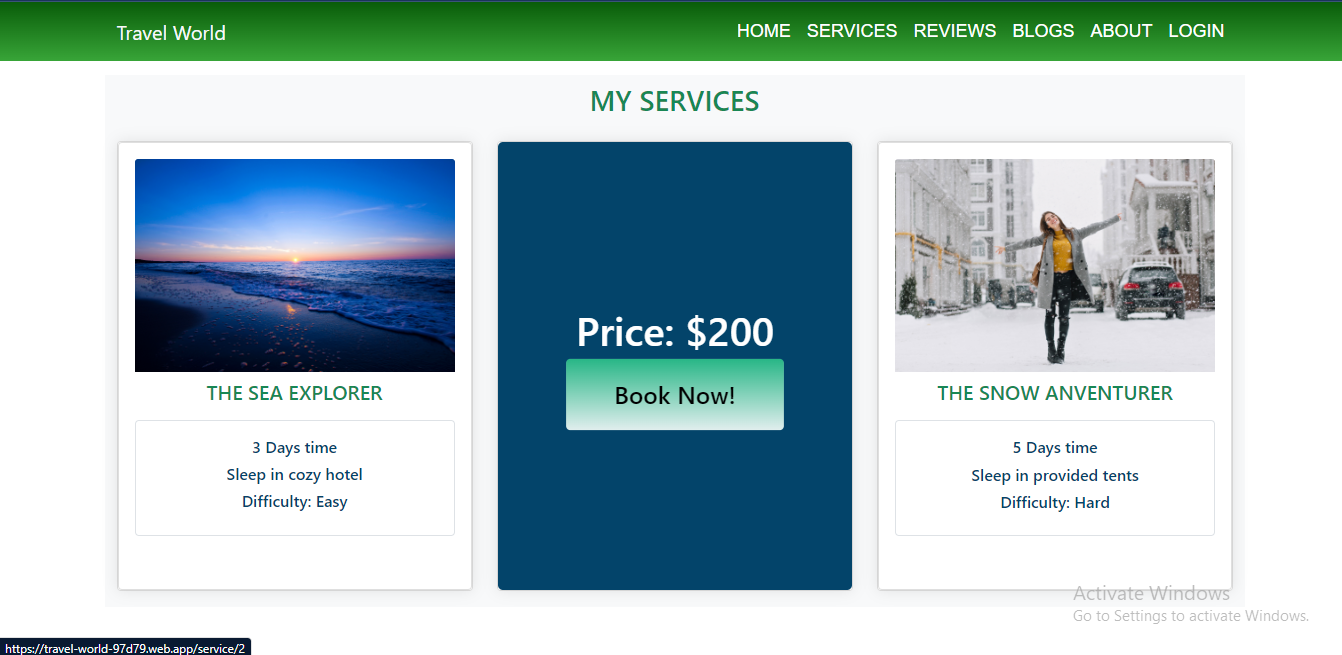 Travel World
HOME SERVICES REVIEWS BLOGS ABOUT LOGIN
MY SERVICES
THE SEA EXPLORER
3 Days time
Sleep in cozy hotel
Difficulty: Easy
Price: $200
Book Now!
THE SNOW ANVENTURER
5 Days time
Sleep in provided tents
Difficulty: Hard
Activate Windows
Go to Settings to activate Windows.
https://travel-world-97d79.web.app/service/2